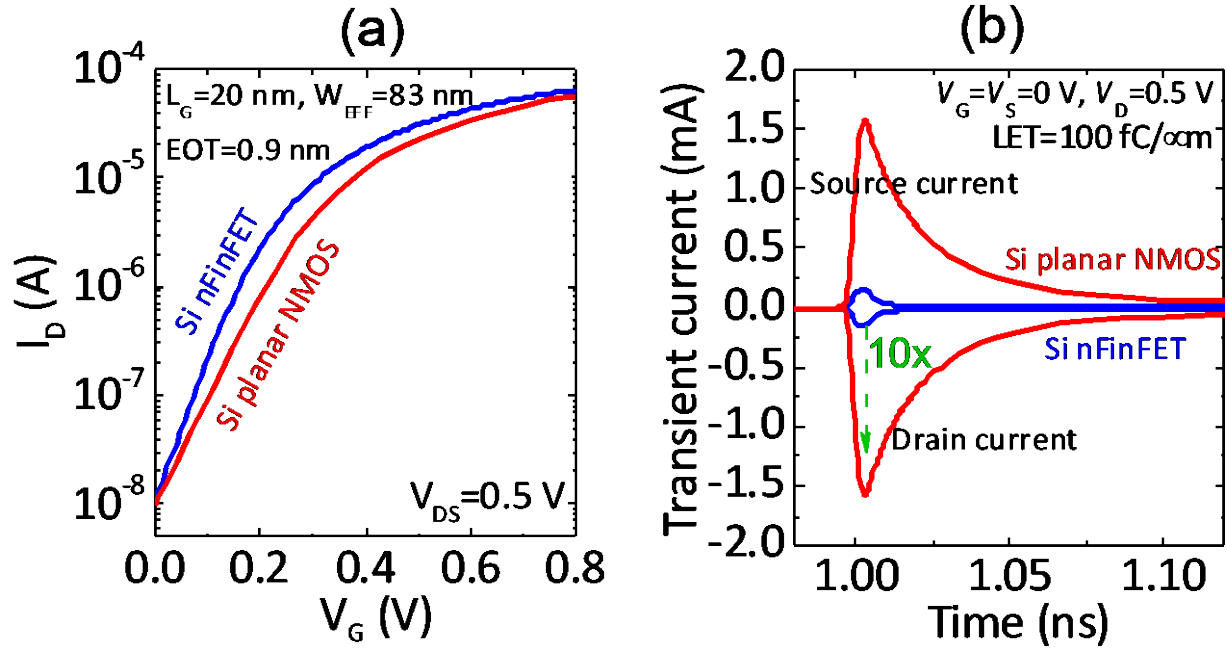 (a)
10⁻⁴
10⁻⁵
10⁻⁶
10⁻⁷
10⁻⁸
I_D (A)
L_G=20 nm, W_EFF=83 nm
EOT=0.9 nm
Si nFinFET
Si planar NMOS
V_DS=0.5 V
0.0 0.2 0.4 0.6 0.8
V_G (V)
(b)
2.0
1.5
1.0
0.5
0.0
-0.5
-1.0
-1.5
-2.0
Transient current (mA)
V_G=V_S=0 V, V_D=0.5 V
LET=100 fC/∝m
Source current
Si planar NMOS
Si nFinFET
10x
Drain current
1.00 1.05 1.10
Time (ns)